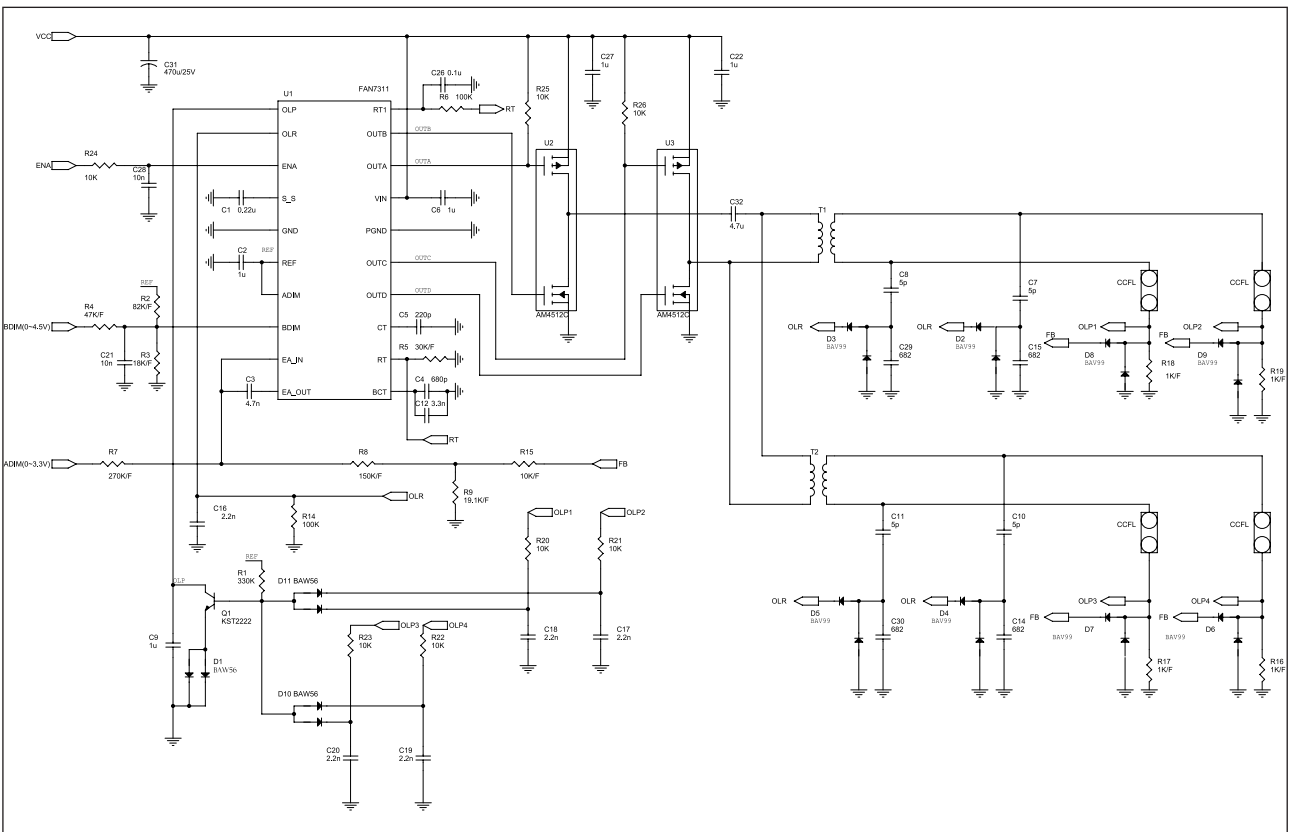 VCC
C31
470u/25V
U1
FAN7311
C26 0.1u
R6 100K
RT
R25
10K
C27
1u
R26
10K
C22
1u
OLP
RT1
OLR
OUTB
OUTB
ENA
R24
10K
C28
10n
ENA
OUTA
OUTA
U2
U3
S_S
C1 0,22u
VIN
C6 1u
GND
PGND
C2
1u
REF
REF
OUTC
OUTC
ADIM
OUTD
OUTD
AM4512C
AM4512C
C32
4.7u
T1
REF
R2
82K/F
R4
47K/F
BDIM(0~4.5V)
BDIM
C21
10n
R3
18K/F
CT
C5 220p
R5 30K/F
EA_IN
RT
C3
4.7n
EA_OUT
BCT
C4 680p
C12 3.3n
RT
C8
5p
C7
5p
CCFL
CCFL
OLR
D3
BAV99
C29
682
OLR
D2
BAV99
C15
682
OLP1
FB
D8
BAV99
R18
1K/F
OLP2
FB
D9
BAV99
R19
1K/F
ADIM(0~3,3V)
R7
270K/F
R8
150K/F
R15
10K/F
FB
R9
19.1K/F
OLR
C16
2.2n
R14
100K
OLP1
OLP2
R20
10K
R21
10K
T2
C11
5p
C10
5p
CCFL
CCFL
REF
R1
330K
D11 BAW56
OLP
Q1
KST2222
C9
1u
D1
BAW56
C18
2.2n
C17
2.2n
OLP3
OLP4
R23
10K
R22
10K
D10 BAW56
C20
2.2n
C19
2.2n
OLR
D5
BAV99
C30
682
OLR
D4
BAV99
C14
682
OLP3
FB
D7
BAV99
R17
1K/F
OLP4
FB
D6
BAV99
R16
1K/F